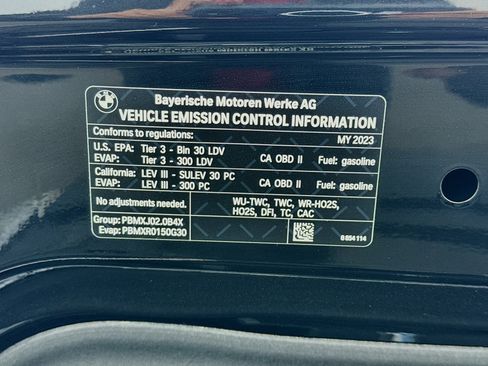 BMW
Bayerische Motoren Werke AG
VEHICLE EMISSION CONTROL INFORMATION
Conforms to regulations: MY 2023
U.S. EPA: Tier 3 - Bin 30 LDV
EVAP: Tier 3 - 300 LDV CA OBD II Fuel: gasoline
California: LEV III - SULEV 30 PC
EVAP: LEV III - 300 PC CA OBD II Fuel: gasoline
No adjustments needed. WU-TWC, TWC, WR-HO2S,
HO2S, DFI, TC, CAC
Group: PBMXJ02.0B4X
Evap: PBMXR0150G30 8 854 114